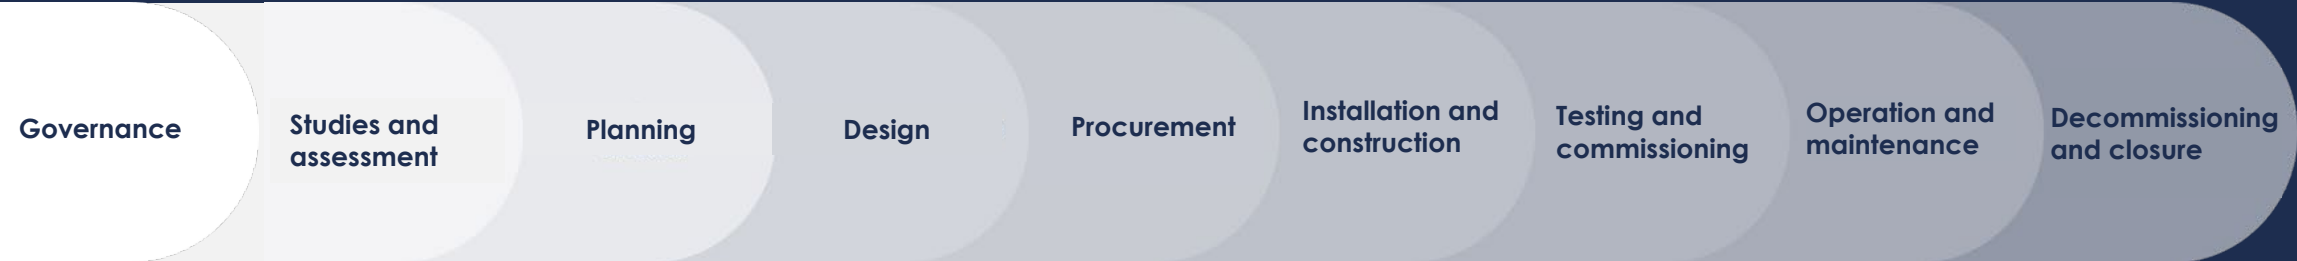 Governance
Studies and
assessment
Planning
Design
Procurement
Installation and
construction
Testing and
commissioning
Operation and
maintenance
Decommissioning
and closure